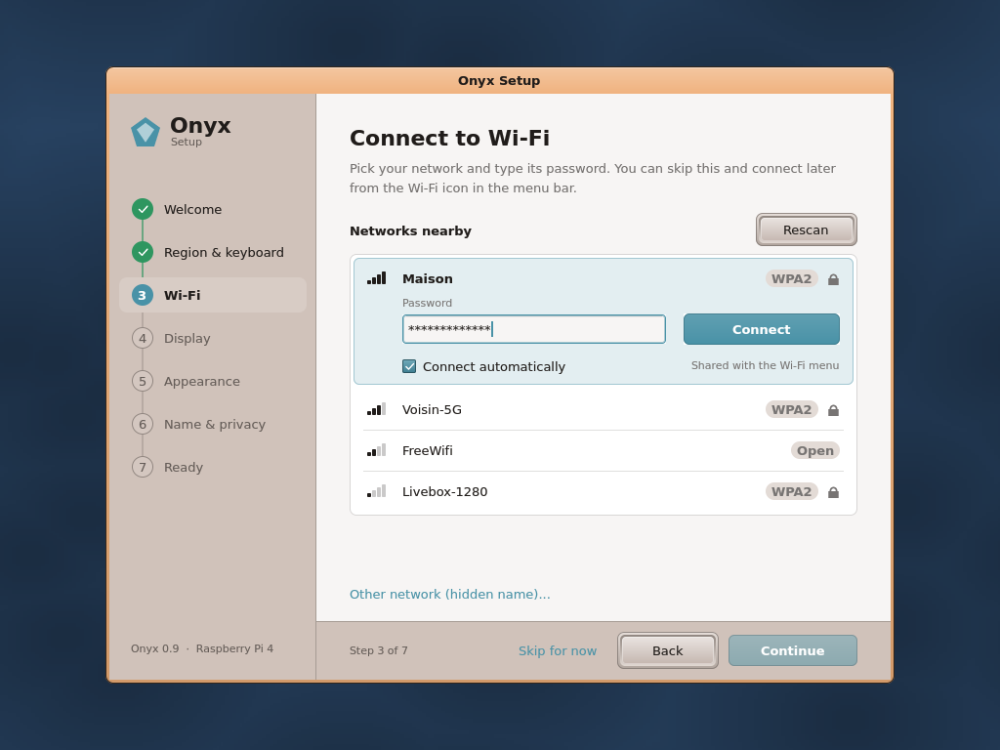 Onyx Setup
Onyx
Setup
Welcome
Region & keyboard
3 Wi-Fi
4 Display
5 Appearance
6 Name & privacy
7 Ready
Onyx 0.9 · Raspberry Pi 4
Connect to Wi-Fi
Pick your network and type its password. You can skip this and connect later
from the Wi-Fi icon in the menu bar.
Networks nearby
Rescan
Maison WPA2
Password
*************
Connect
Connect automatically
Shared with the Wi-Fi menu
Voisin-5G WPA2
FreeWifi Open
Livebox-1280 WPA2
Other network (hidden name)...
Step 3 of 7
Skip for now
Back
Continue